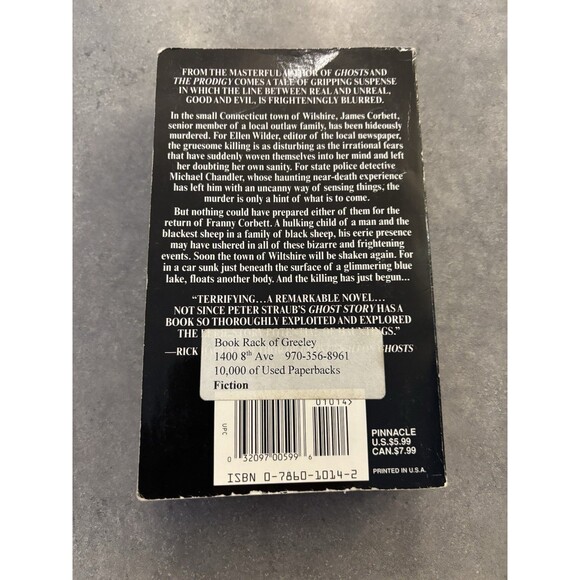 FROM THE MASTERFUL AUTHOR OF GHOSTS AND
THE PRODIGY COMES A TALE OF GRIPPING SUSPENSE
IN WHICH THE LINE BETWEEN REAL AND UNREAL,
GOOD AND EVIL, IS FRIGHTENINGLY BLURRED.
In the small Connecticut town of Wilshire, James Corbett,
senior member of a local outlaw family, has been hideously
murdered. For Ellen Wilder, editor of the local newspaper,
the gruesome killing is as disturbing as the irrational fears
that have suddenly woven themselves into her mind and left
her doubting her own sanity. For state police detective
Michael Chandler, whose haunting near-death experience
has left him with an uncanny way of sensing things, the
murder is only a hint of what is to come.
But nothing could have prepared either of them for the
return of Franny Corbett. A hulking child of a man and the
blackest sheep in a family of black sheep, his eerie presence
may have ushered in all of these bizarre and frightening
events. Soon the town of Wiltshire will be shaken again. For
in a car sunk just beneath the surface of a glimmering blue
lake, floats another body. And the killing has just begun...
"TERRIFYING...A REMARKABLE NOVEL...
NOT SINCE PETER STRAUB'S GHOST STORY HAS A
BOOK SO THOROUGHLY EXPLOITED AND EXPLORED
THE
—RICK GHOSTS
Book Rack of Greeley
1400 8th Ave 970-356-8961
10,000 of Used Paperbacks
Fiction
01014>
UPC
0 32097 00599 6
ISBN 0-7860-1014-2
PINNACLE
U.S.$5.99
CAN.$7.99
PRINTED IN U.S.A.